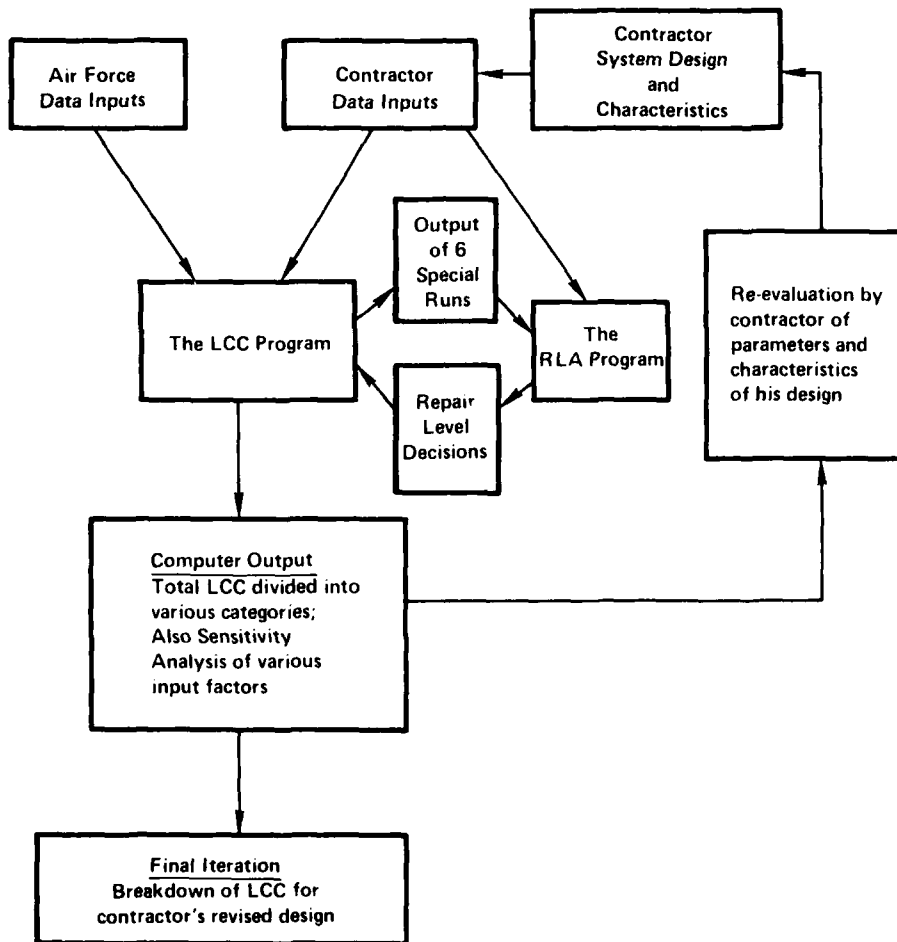 Air Force
Data Inputs
Contractor
Data Inputs
Contractor
System Design
and
Characteristics
Output
of 6
Special
Runs
The LCC Program
The
RLA Program
Repair
Level
Decisions
Re-evaluation by
contractor of
parameters and
characteristics
of his design
Computer Output
Total LCC divided into
various categories;
Also Sensitivity
Analysis of various
input factors
Final Iteration
Breakdown of LCC for
contractor's revised design